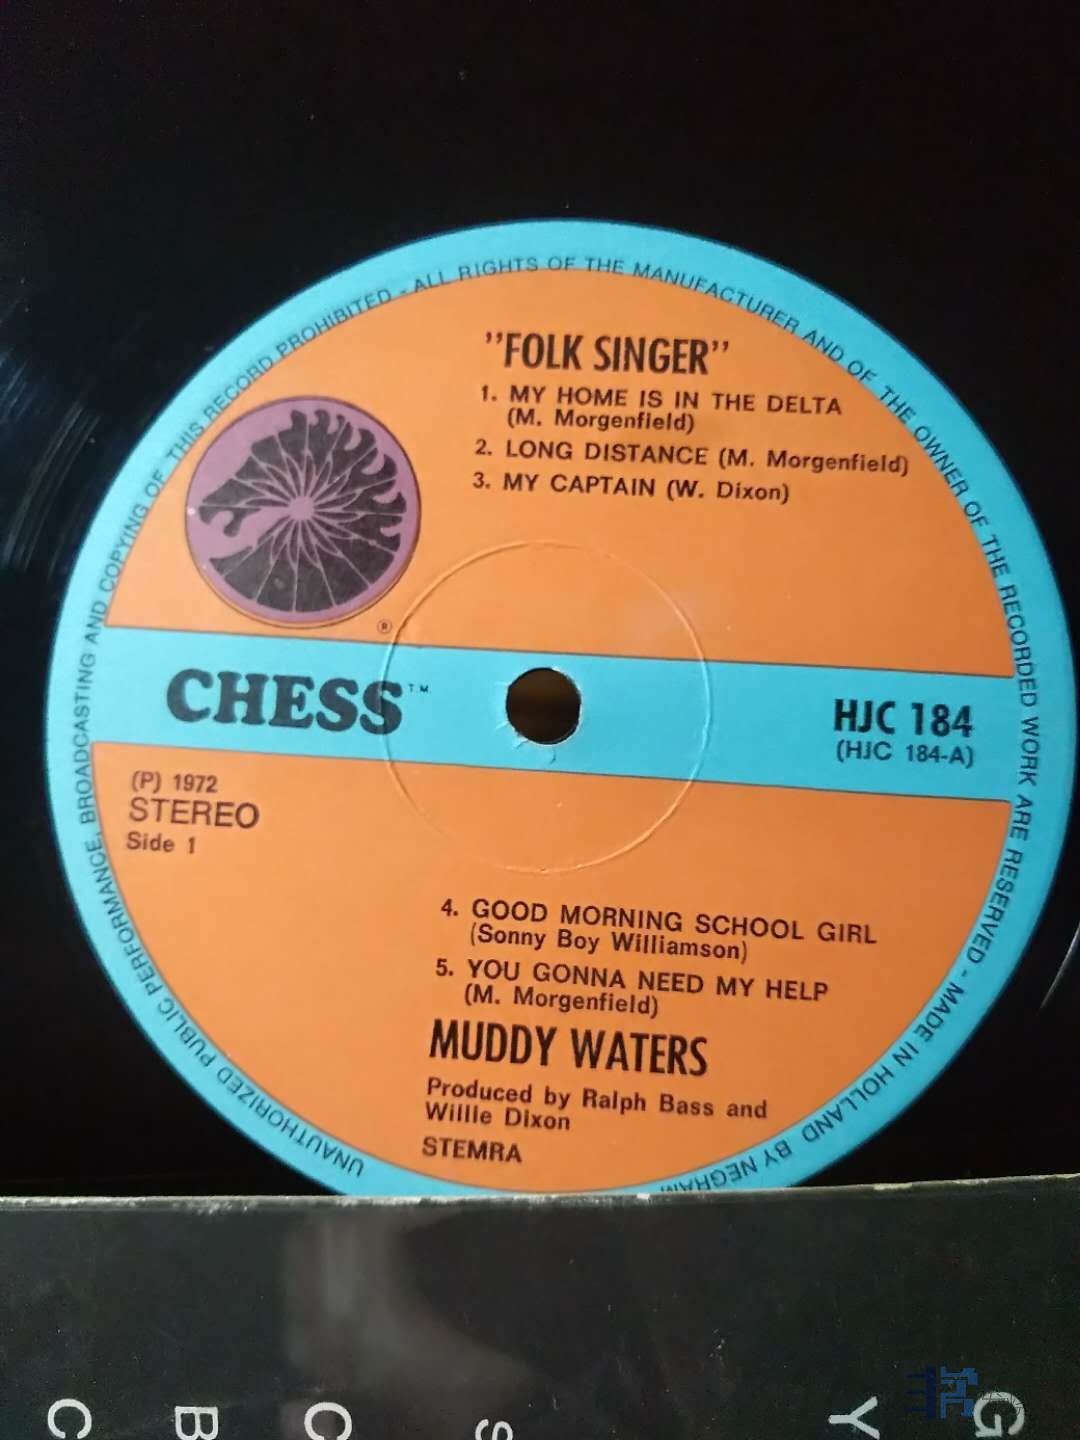 UNAUTHORIZED PUBLIC PERFORMANCE, BROADCASTING AND COPYING OF THIS RECORD PROHIBITED - ALL RIGHTS OF THE MANUFACTURER AND OF THE OWNER OF THE RECORDED WORK ARE RESERVED - MADE IN HOLLAND BY NEGRAM
"FOLK SINGER"
1. MY HOME IS IN THE DELTA
(M. Morgenfield)
2. LONG DISTANCE (M. Morgenfield)
3. MY CAPTAIN (W. Dixon)
®
CHESS™
HJC 184
(HJC 184-A)
(P) 1972
STEREO
Side 1
4. GOOD MORNING SCHOOL GIRL
(Sonny Boy Williamson)
5. YOU GONNA NEED MY HELP
(M. Morgenfield)
MUDDY WATERS
Produced by Ralph Bass and
Willie Dixon
STEMRA
C B C S Y G